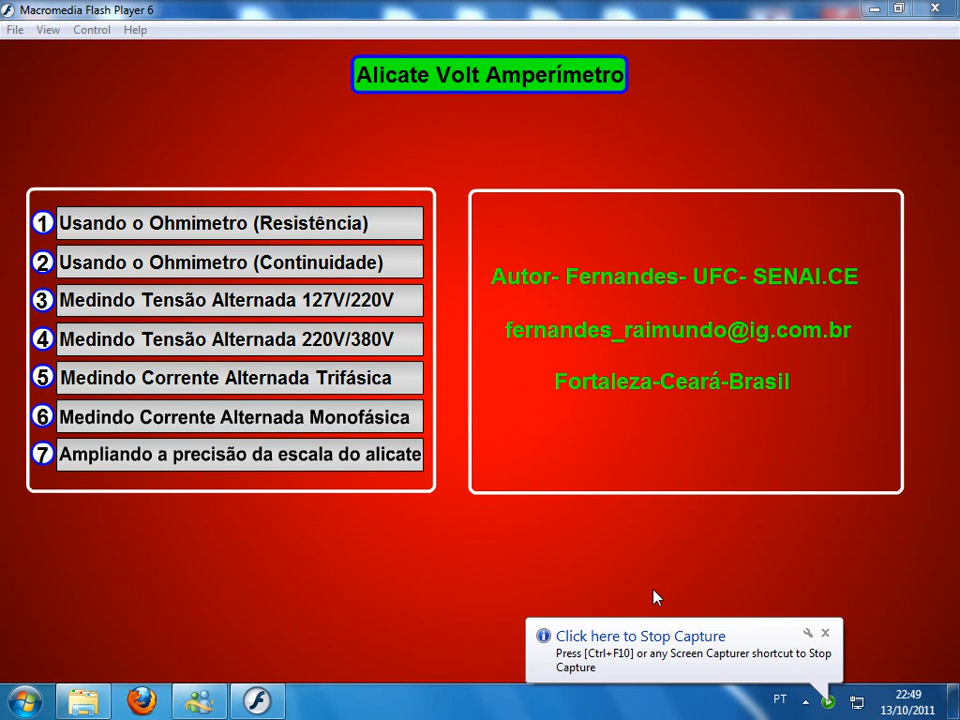 Macromedia Flash Player 6
File View Control Help
Alicate Volt Amperímetro
1 Usando o Ohmimetro (Resistência)
2 Usando o Ohmimetro (Continuidade)
3 Medindo Tensão Alternada 127V/220V
4 Medindo Tensão Alternada 220V/380V
5 Medindo Corrente Alternada Trifásica
6 Medindo Corrente Alternada Monofásica
7 Ampliando a precisão da escala do alicate
Autor- Fernandes- UFC- SENAI.CE
fernandes_raimundo@ig.com.br
Fortaleza-Ceará-Brasil
Click here to Stop Capture
Press [Ctrl+F10] or any Screen Capturer shortcut to Stop
Capture
PT
22:49
13/10/2011